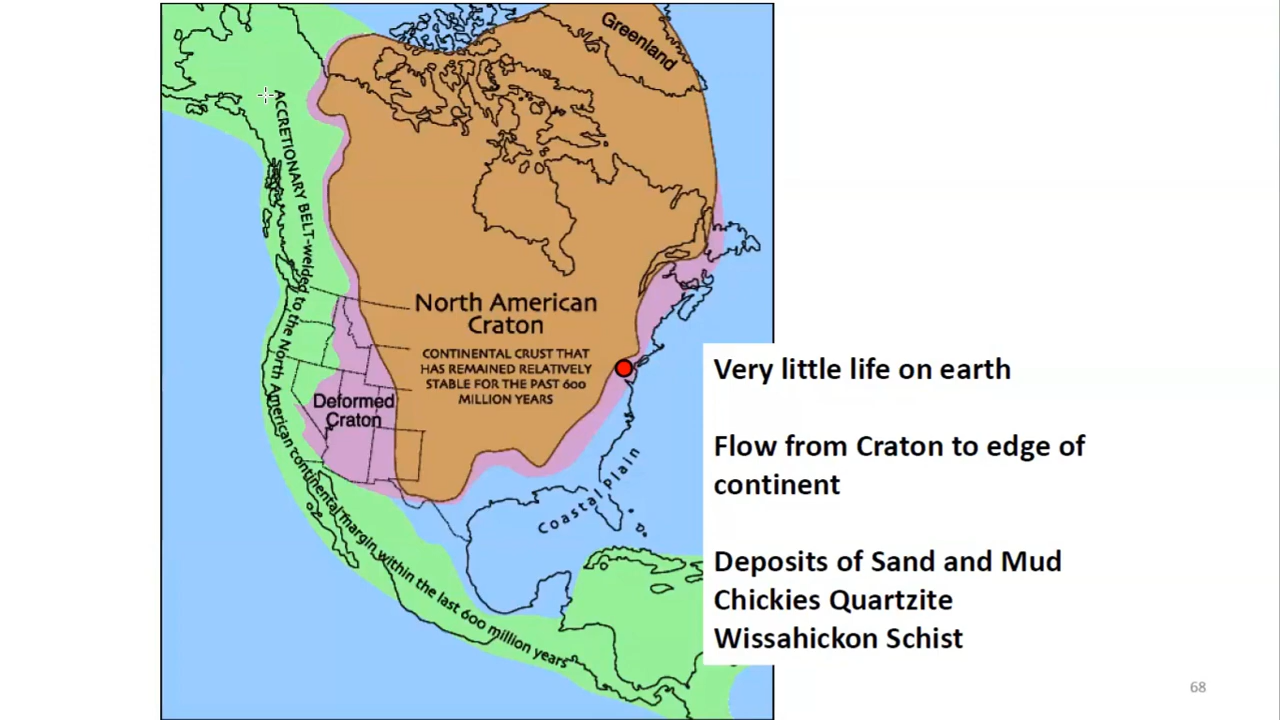 Greenland
ACCRETIONARY BELT-welded to the North American continental margin within the last 600 million years
North American
Craton
CONTINENTAL CRUST THAT
HAS REMAINED RELATIVELY
STABLE FOR THE PAST 600
MILLION YEARS
Deformed
Craton
Coastal Plain
Very little life on earth
Flow from Craton to edge of
continent
Deposits of Sand and Mud
Chickies Quartzite
Wissahickon Schist
68